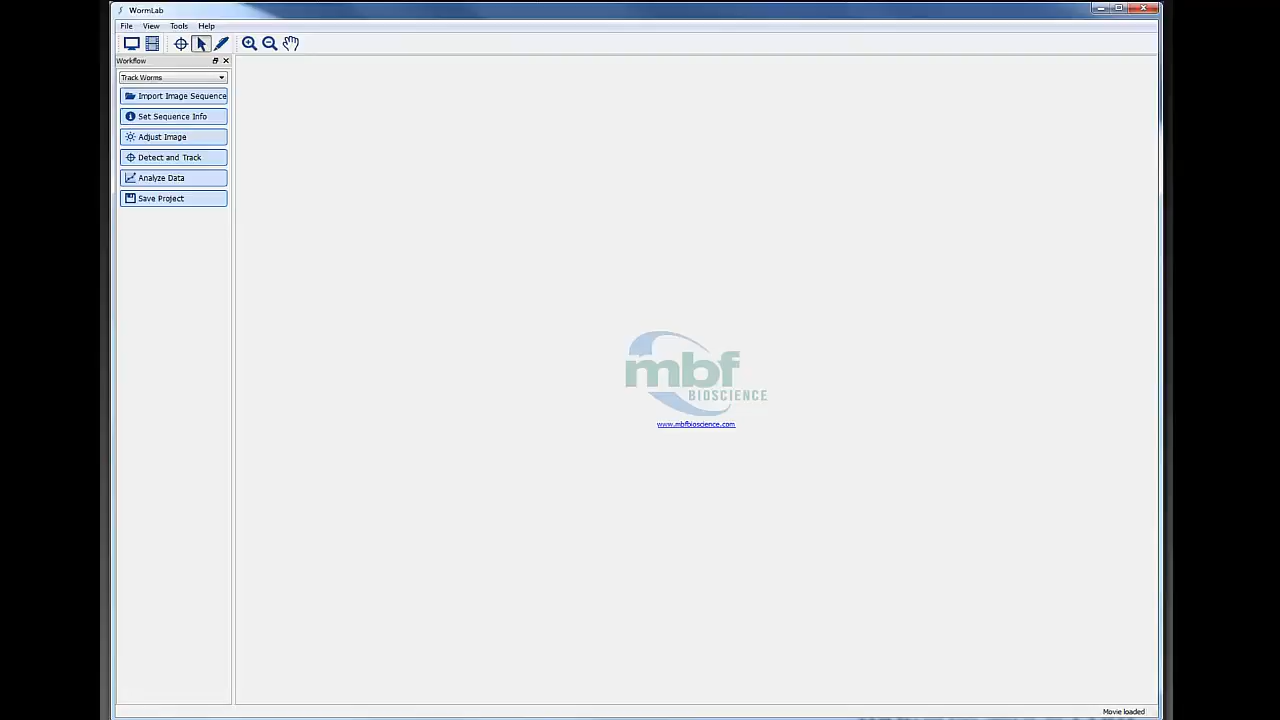 WormLab
File View Tools Help
Workflow
Track Worms
Import Image Sequence
Set Sequence Info
Adjust Image
Detect and Track
Analyze Data
Save Project
mbf
BIOSCIENCE
www.mbfbioscience.com
Movie loaded